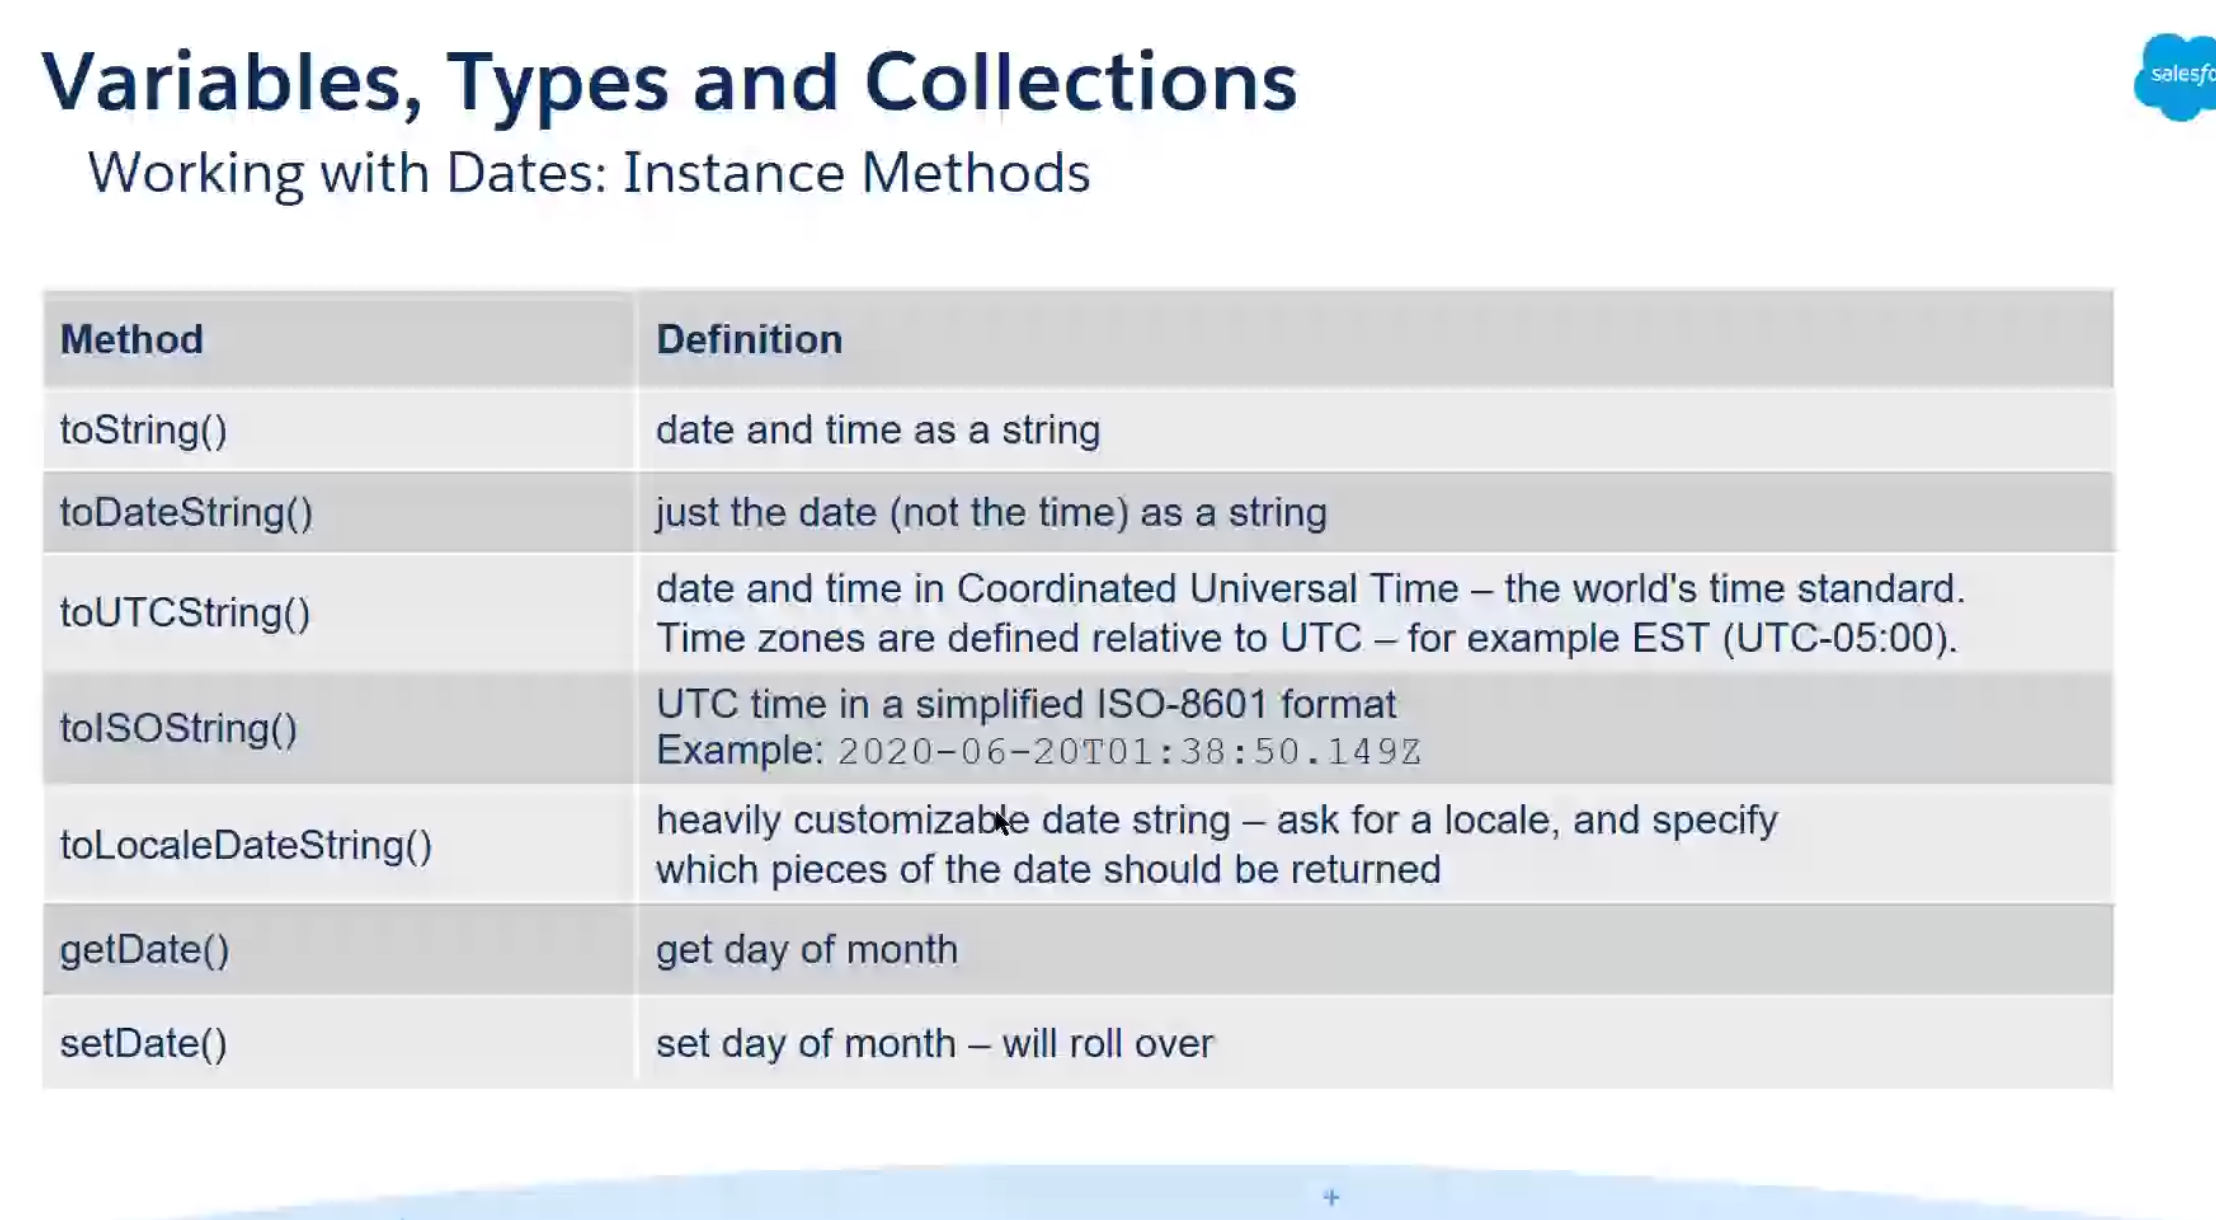 Variables, Types and Collections
Working with Dates: Instance Methods
Method Definition
toString() date and time as a string
toDateString() just the date (not the time) as a string
toUTCString() date and time in Coordinated Universal Time – the world's time standard.
Time zones are defined relative to UTC – for example EST (UTC-05:00).
toISOString() UTC time in a simplified ISO-8601 format
Example: 2020-06-20T01:38:50.149Z
toLocaleDateString() heavily customizable date string – ask for a locale, and specify
which pieces of the date should be returned
getDate() get day of month
setDate() set day of month – will roll over